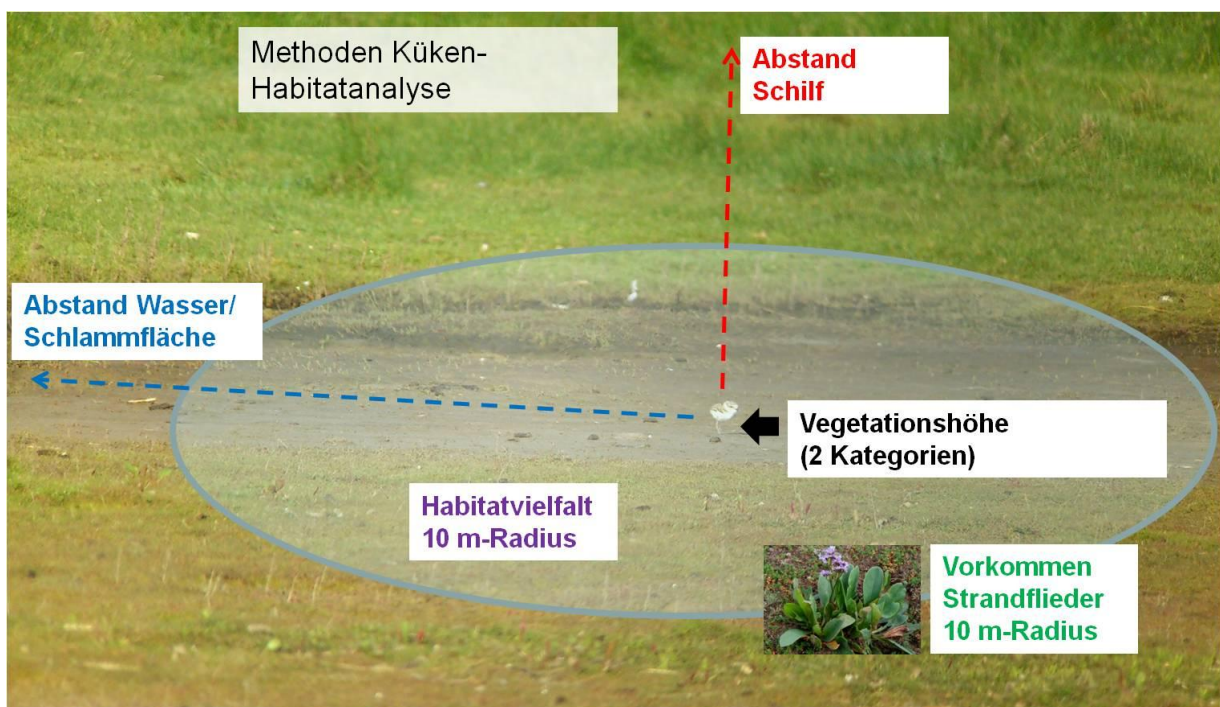 Methoden Küken-
Habitatanalyse
Abstand
Schilf
Abstand Wasser/
Schlammfläche
Vegetationshöhe
(2 Kategorien)
Habitatvielfalt
10 m-Radius
Vorkommen
Strandflieder
10 m-Radius